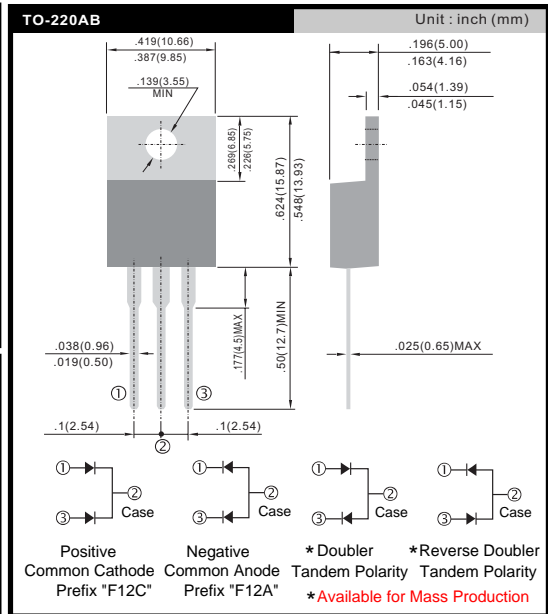 TO-220AB Unit : inch (mm)
.419(10.66)
.387(9.85)
.139(3.55)
MIN
.269(6.85)
.226(5.75)
.624(15.87)
.548(13.93)
.196(5.00)
.163(4.16)
.054(1.39)
.045(1.15)
.038(0.96)
.019(0.50)
.177(4.5)MAX
.50(12.7)MIN
.025(0.65)MAX
① ③
.1(2.54) .1(2.54)
②
① ① ① ①
② ② ② ②
Case Case Case Case
③ ③ ③ ③
Positive Negative *Doubler *Reverse Doubler
Common Cathode Common Anode Tandem Polarity Tandem Polarity
Prefix "F12C" Prefix "F12A" *Available for Mass Production